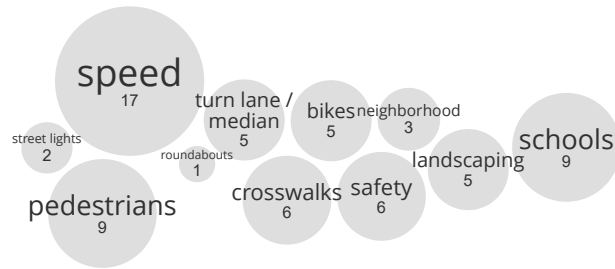 speed
17
turn lane /
median
5
bikes
5
neighborhood
3
schools
9
street lights
2
roundabouts
1
landscaping
5
pedestrians
9
crosswalks
6
safety
6